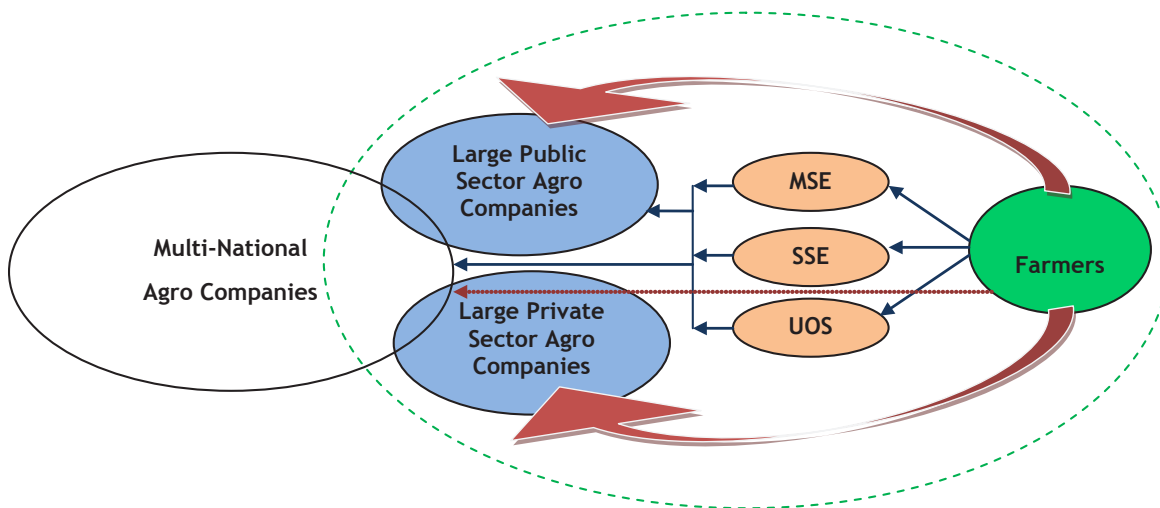 Large Public
Sector Agro
Companies
Multi-National
Agro Companies
Large Private
Sector Agro
Companies
MSE
SSE
UOS
Farmers